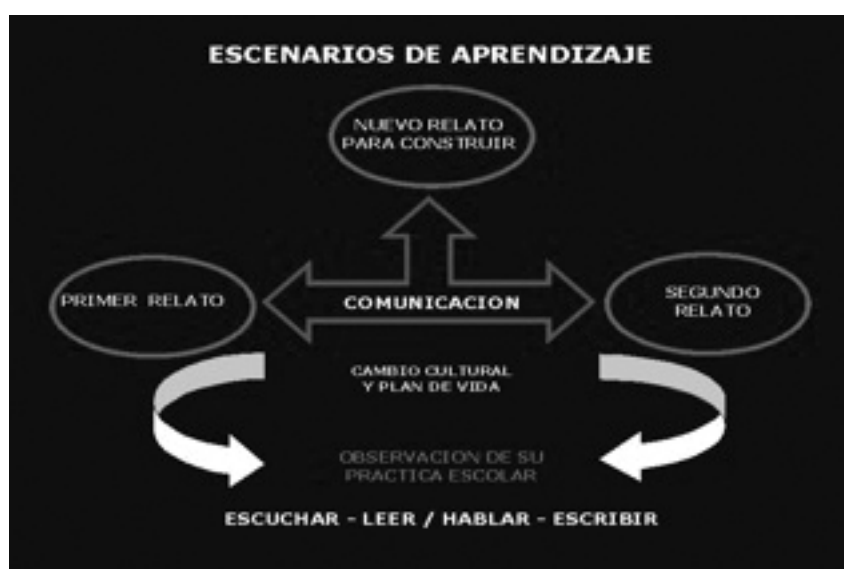 ESCENARIOS DE APRENDIZAJE
NUEVO RELATO
PARA CONSTRUIR
PRIMER RELATO
COMUNICACION
SEGUNDO
RELATO
CAMBIO CULTURAL
Y PLAN DE VIDA
OBSERVACION DE SU
PRACTICA ESCOLAR
ESCUCHAR - LEER / HABLAR - ESCRIBIR